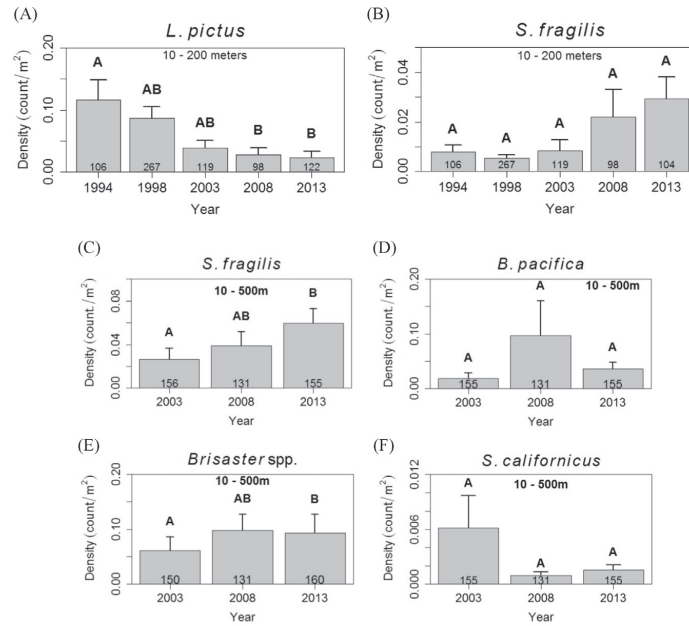 (A)
L. pictus
10 - 200 meters
Density (count/m²)
0.20
0.10
0.00
A
AB
AB
B
B
106 267 119 98 122
1994 1998 2003 2008 2013
Year
(B)
S. fragilis
10 - 200 meters
Density (count/m²)
0.04
0.02
0.00
A
A
A
A
A
106 267 119 98 104
1994 1998 2003 2008 2013
Year
(C)
S. fragilis
10 - 500m
Density (count./m²)
0.08
0.04
0.00
A
AB
B
156 131 155
2003 2008 2013
Year
(D)
B. pacifica
10 - 500m
Density (count./m²)
0.20
0.10
0.00
A
A
A
155 131 155
2003 2008 2013
Year
(E)
Brisaster spp.
10 - 500m
Density (count/m²)
0.20
0.10
0.00
A
AB
B
150 131 160
2003 2008 2013
Year
(F)
S. californicus
10 - 500m
Density (count/m²)
0.012
0.006
0.000
A
A
A
155 131 155
2003 2008 2013
Year